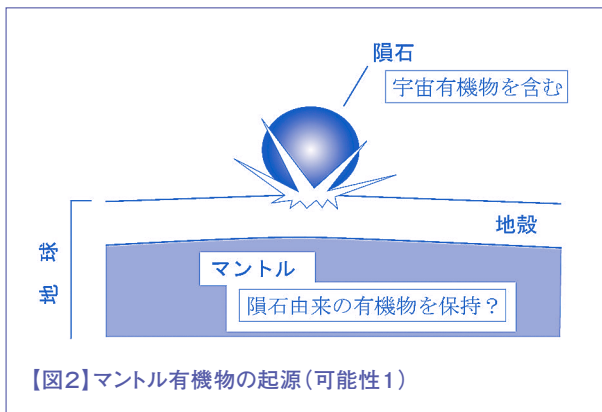 隕石
宇宙有機物を含む
地殻
地球
マントル
隕石由来の有機物を保持？
【図2】マントル有機物の起源（可能性1）